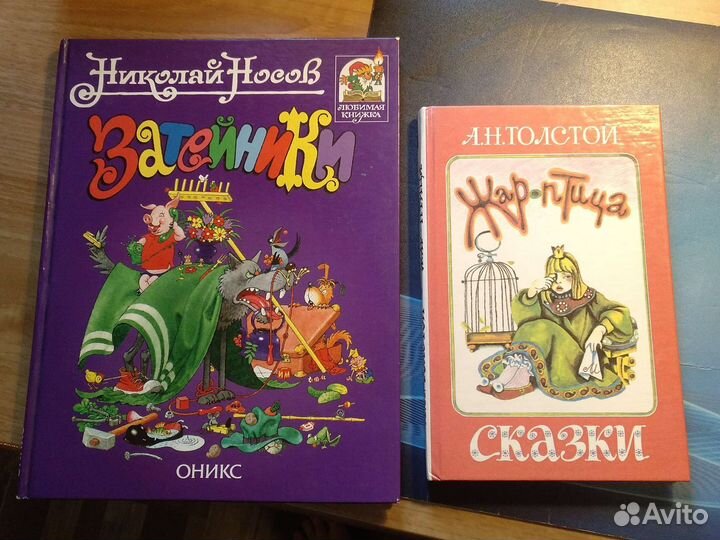 Николай Носов
ЛЮБИМАЯ
КНИЖКА
ЗАТЕЙНИКИ
ОНИКС
А.Н.ТОЛСТОЙ
Жар-птица
СКАЗКИ
Avito